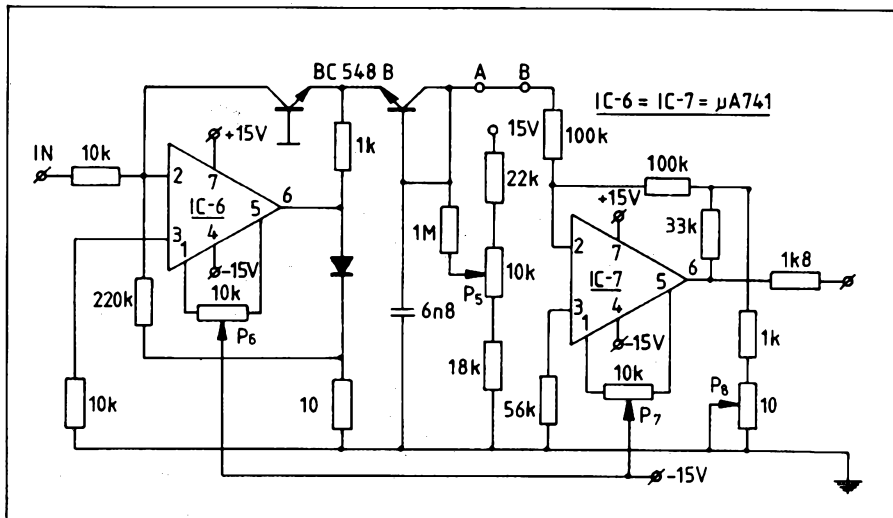 BC 548 B
A
B
IC-6 = IC-7 = µA741
+15V
1k
15V
100k
IN
10k
2
7
22k
100k
IC-6
5
6
+15V
33k
3
1
4
1M
2
7
-15V
10k
IC-7
5
6
1k8
220k
10k
P5
3
4
P6
6n8
1
-15V
1k
18k
10k
P8
10k
10
56k
P7
10
-15V